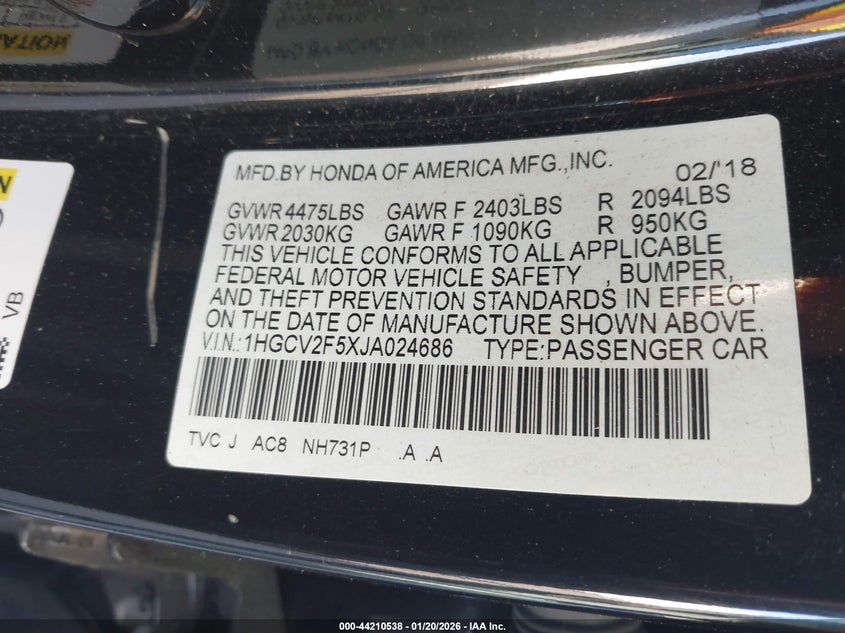 MFD.BY HONDA OF AMERICA MFG.,INC. 02/'18
GVWR 4475LBS GAWR F 2403LBS R 2094LBS
GVWR 2030KG GAWR F 1090KG R 950KG
THIS VEHICLE CONFORMS TO ALL APPLICABLE
FEDERAL MOTOR VEHICLE SAFETY , BUMPER,
AND THEFT PREVENTION STANDARDS IN EFFECT
ON THE DATE OF MANUFACTURE SHOWN ABOVE.
V.I.N.:1HGCV2F5XJA024686 TYPE:PASSENGER CAR
TVC J AC8 NH731P .A .A
VB
000-44210538 - 01/20/2026 - IAA Inc.